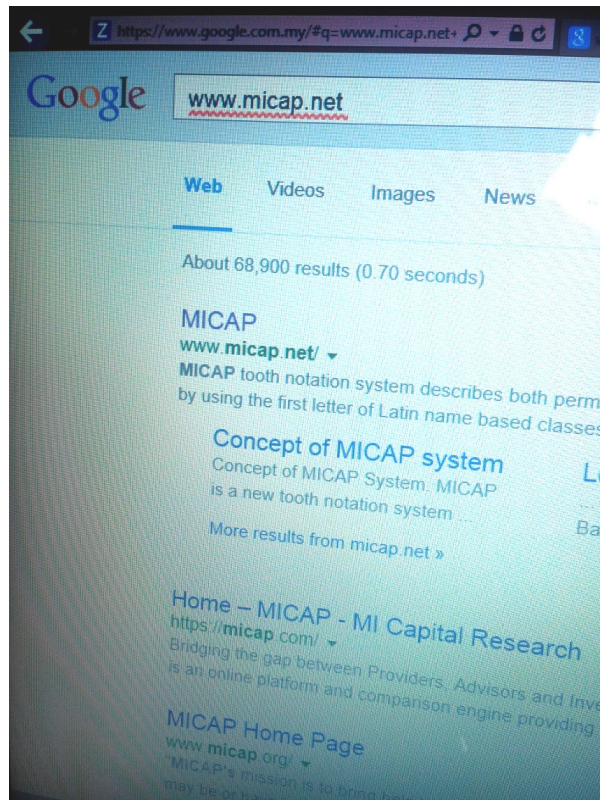 https://www.google.com.my/#q=www.micap.net+
Google
www.micap.net
Web Videos Images News
About 68,900 results (0.70 seconds)
MICAP
www.micap.net/
MICAP tooth notation system describes both perm
by using the first letter of Latin name based classes
Concept of MICAP system
Concept of MICAP System. MICAP
is a new tooth notation system ...
More results from micap.net »
...
Ba
Home – MICAP - MI Capital Research
https://micap.com/
Bridging the gap between Providers, Advisors and Inve
is an online platform and comparison engine providing
MICAP Home Page
www.micap.org/
"MICAP's mission is to bring
may be or